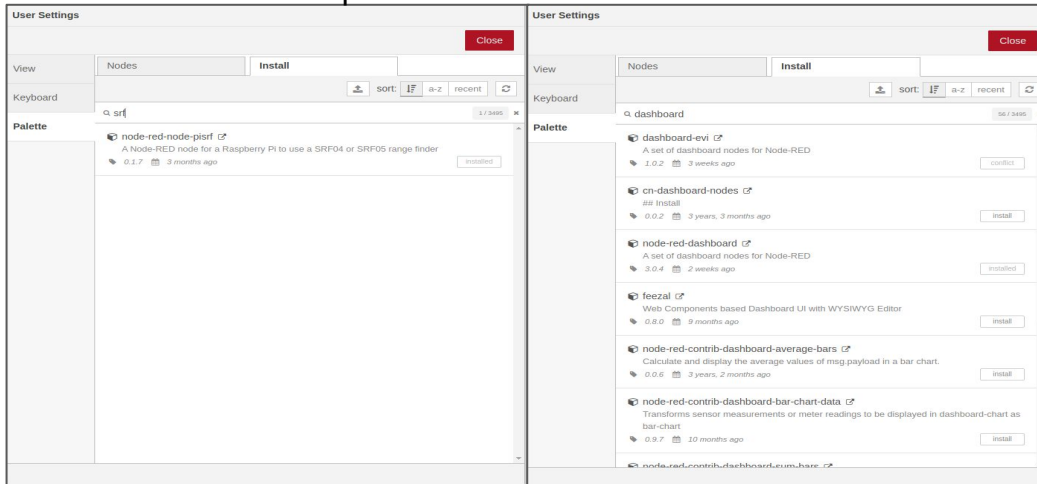 User Settings
Close
View
Keyboard
Palette
Nodes
Install
sort: a-z recent
srf
1 / 3495
node-red-node-pisrf
A Node-RED node for a Raspberry Pi to use a SRF04 or SRF05 range finder
0.1.7 3 months ago
installed
User Settings
Close
View
Keyboard
Palette
Nodes
Install
sort: a-z recent
dashboard
50 / 3495
dashboard-evi
A set of dashboard nodes for Node-RED
1.0.2 3 weeks ago
conflict
cn-dashboard-nodes
## Install
0.0.2 3 years, 3 months ago
install
node-red-dashboard
A set of dashboard nodes for Node-RED
3.0.4 2 weeks ago
installed
feezal
Web Components based Dashboard UI with WYSIWYG Editor
0.8.0 9 months ago
install
node-red-contrib-dashboard-average-bars
Calculate and display the average values of msg.payload in a bar chart.
0.0.6 3 years, 2 months ago
install
node-red-contrib-dashboard-bar-chart-data
Transforms sensor measurements or meter readings to be displayed in dashboard-chart as
bar-chart
0.9.7 10 months ago
install
node-red-contrib-dashboard-sum-bars